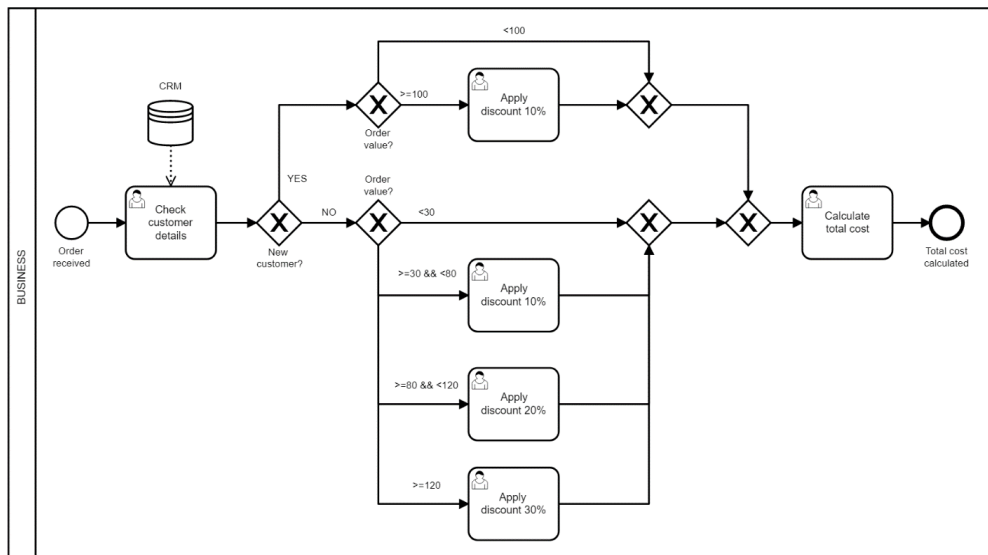 BUSINESS
<100
CRM
>=100
Apply
discount 10%
Order
value?
YES
Order
value?
Check
customer
details
NO
<30
Calculate
total cost
Order
received
New
customer?
Total cost
calculated
>=30 && <80
Apply
discount 10%
>=80 && <120
Apply
discount 20%
>=120
Apply
discount 30%